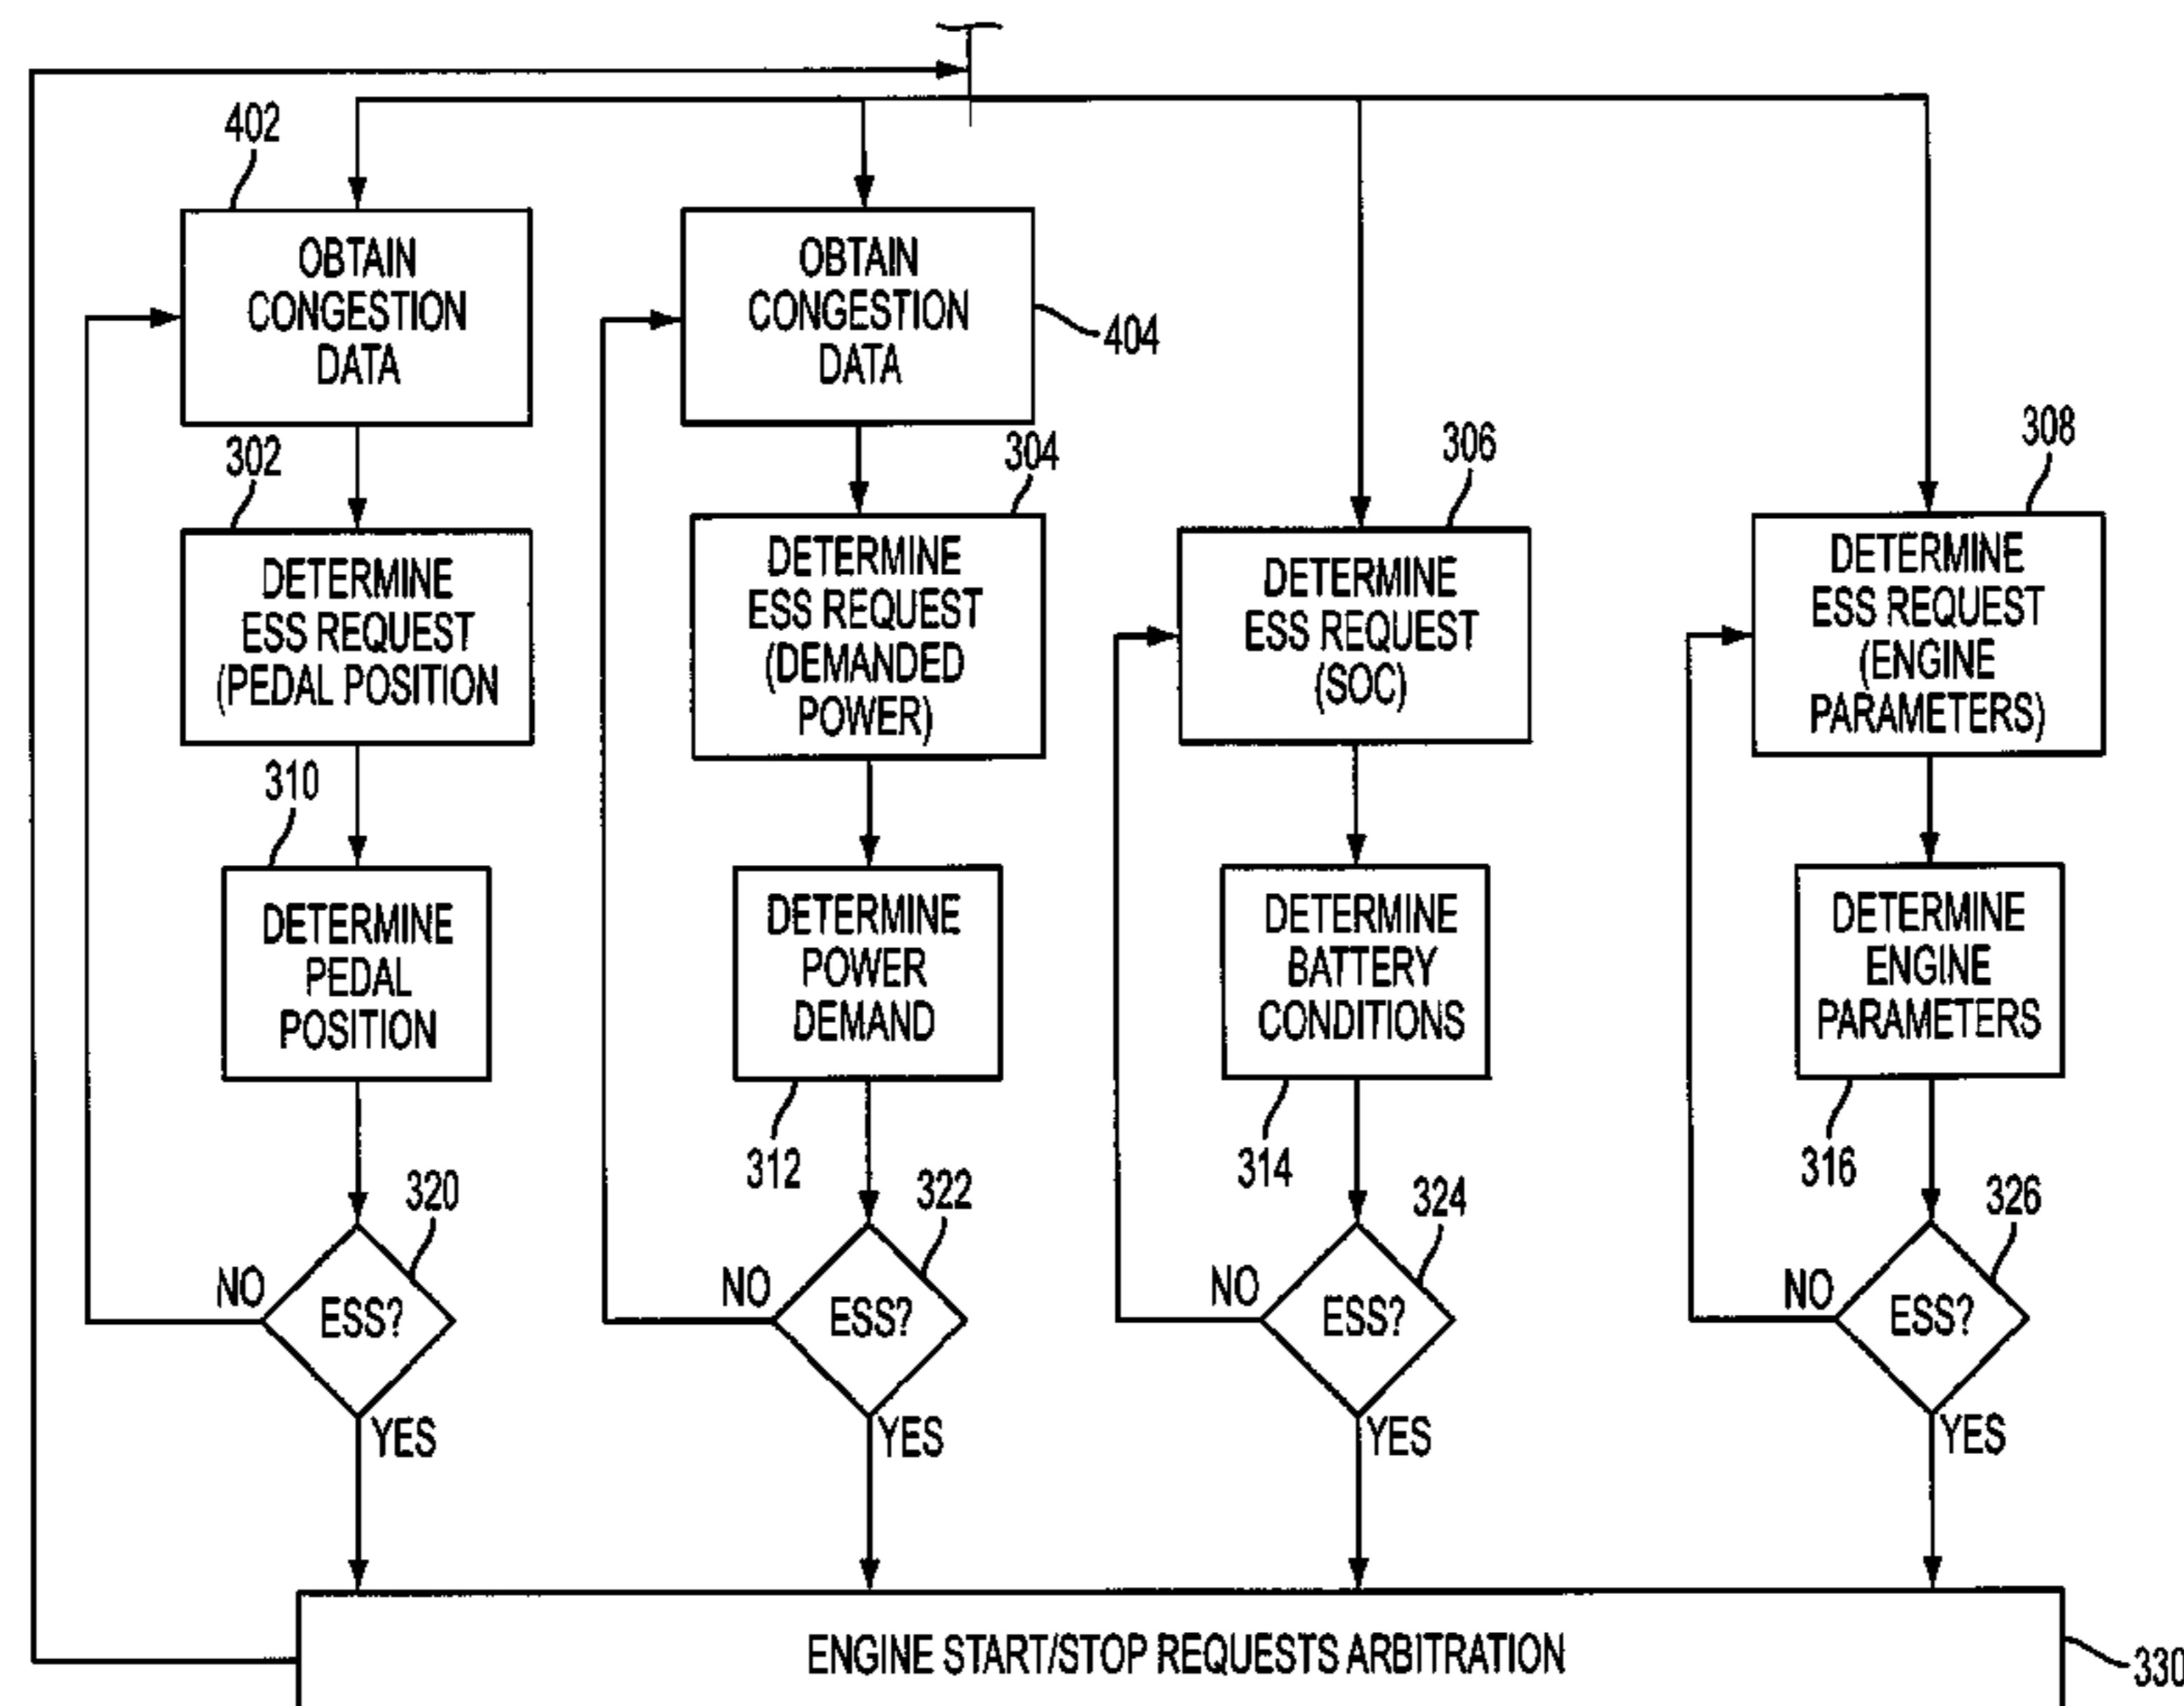 402
OBTAIN
CONGESTION
DATA
OBTAIN
CONGESTION
DATA
404
302
DETERMINE
ESS REQUEST
(PEDAL POSITION
304
DETERMINE
ESS REQUEST
(DEMANDED
POWER)
306
DETERMINE
ESS REQUEST
(SOC)
308
DETERMINE
ESS REQUEST
(ENGINE
PARAMETERS)
310
DETERMINE
PEDAL
POSITION
DETERMINE
POWER
DEMAND
312
DETERMINE
BATTERY
CONDITIONS
314
DETERMINE
ENGINE
PARAMETERS
316
320
NO
ESS?
YES
322
NO
ESS?
YES
324
NO
ESS?
YES
326
NO
ESS?
YES
ENGINE START/STOP REQUESTS ARBITRATION
330